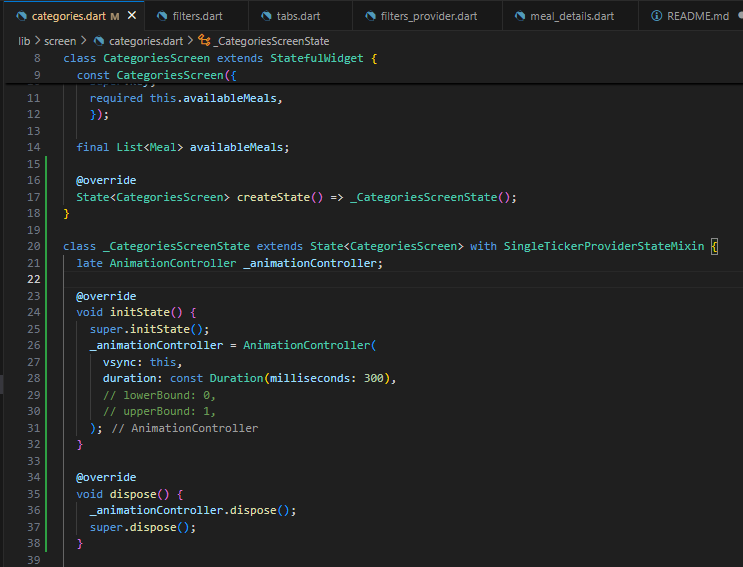 categories.dart M
filters.dart
tabs.dart
filters_provider.dart
meal_details.dart
README.md
lib > screen > categories.dart > _CategoriesScreenState
8 class CategoriesScreen extends StatefulWidget {
9 const CategoriesScreen({
11 required this.availableMeals,
12 });
13
14 final List<Meal> availableMeals;
15
16 @override
17 State<CategoriesScreen> createState() => _CategoriesScreenState();
18 }
19
20 class _CategoriesScreenState extends State<CategoriesScreen> with SingleTickerProviderStateMixin {
21 late AnimationController _animationController;
22
23 @override
24 void initState() {
25 super.initState();
26 _animationController = AnimationController(
27 vsync: this,
28 duration: const Duration(milliseconds: 300),
29 // lowerBound: 0,
30 // upperBound: 1,
31 ); // AnimationController
32 }
33
34 @override
35 void dispose() {
36 _animationController.dispose();
37 super.dispose();
38 }
39